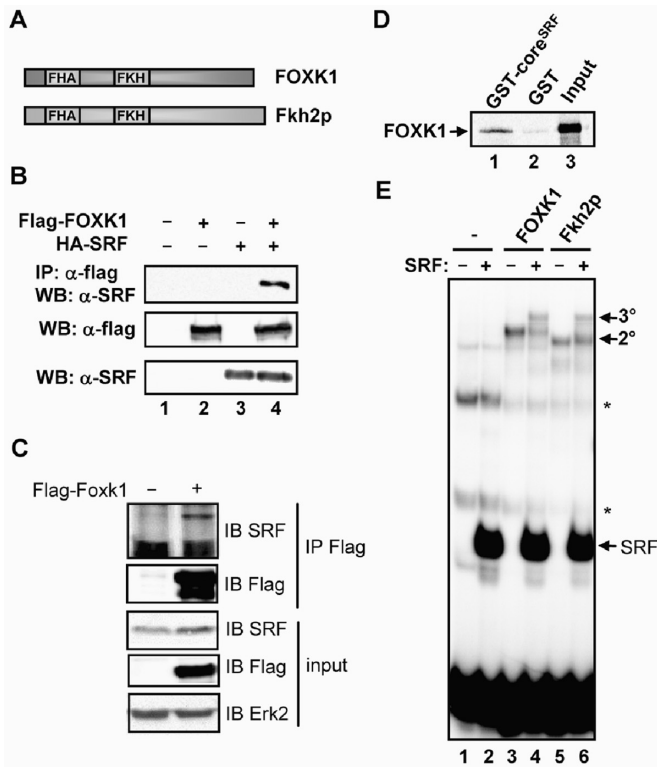 A
FHA FKH FOXK1
FHA FKH Fkh2p
B
Flag-FOXK1 – + – +
HA-SRF – – + +
IP: α-flag
WB: α-SRF
WB: α-flag
WB: α-SRF
1 2 3 4
C
Flag-Foxk1 – +
IB SRF
IB Flag
IP Flag
IB SRF
IB Flag
IB Erk2
input
D
GST-coreSRF GST Input
FOXK1
1 2 3
E
- FOXK1 Fkh2p
SRF: – + – + – +
3°
2°
*
*
SRF
1 2 3 4 5 6